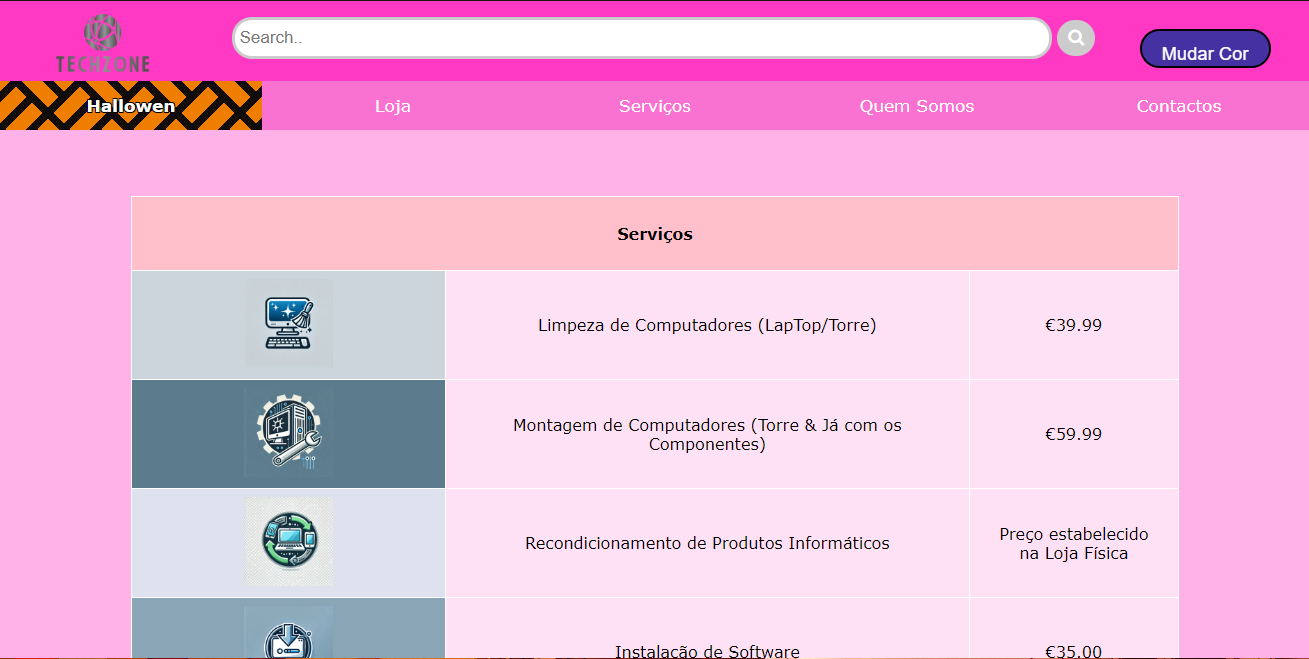 TECHZONE
Search..
Mudar Cor
Hallowen
Loja
Serviços
Quem Somos
Contactos
Serviços
Limpeza de Computadores (LapTop/Torre)
€39.99
Montagem de Computadores (Torre & Já com os
Componentes)
€59.99
Recondicionamento de Produtos Informáticos
Preço estabelecido
na Loja Física
Instalação de Software
€35.00